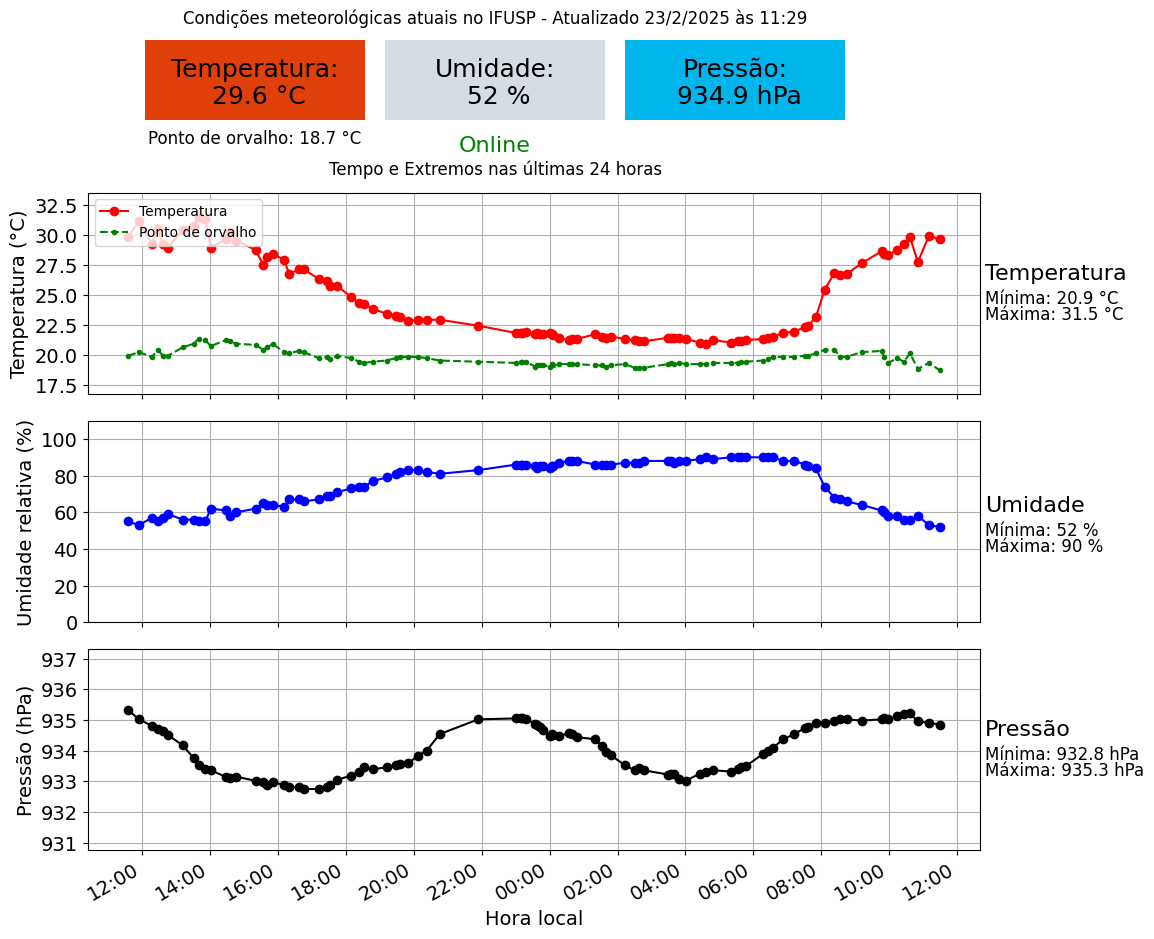 Condições meteorológicas atuais no IFUSP - Atualizado 23/2/2025 às 11:29
Temperatura:
29.6 °C
Umidade:
52 %
Pressão:
934.9 hPa
Ponto de orvalho: 18.7 °C
Online
Tempo e Extremos nas últimas 24 horas
Temperatura (°C)
32.5
30.0
27.5
25.0
22.5
20.0
17.5
Temperatura
Ponto de orvalho
Temperatura
Mínima: 20.9 °C
Máxima: 31.5 °C
Umidade relativa (%)
100
80
60
40
20
0
Umidade
Mínima: 52 %
Máxima: 90 %
Pressão (hPa)
937
936
935
934
933
932
931
Pressão
Mínima: 932.8 hPa
Máxima: 935.3 hPa
12:00 14:00 16:00 18:00 20:00 22:00 00:00 02:00 04:00 06:00 08:00 10:00 12:00
Hora local